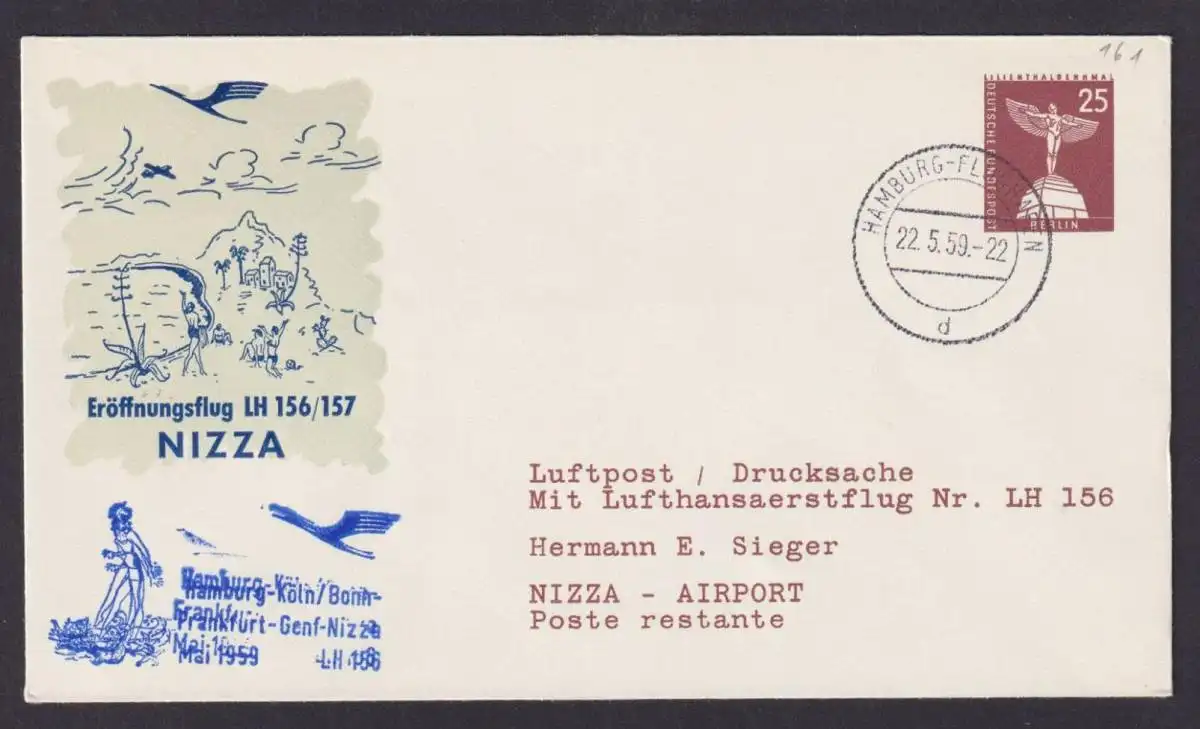 161
LILIENTHALDENKMAL
25
DEUTSCHE BUNDESPOST
BERLIN
HAMBURG-FL
EN
22.5.59.-22
d
Eröffnungsflug LH 156/157
NIZZA
Luftpost / Drucksache
Mit Lufthansaerstflug Nr. LH 156
Hermann E. Sieger
NIZZA - AIRPORT
Poste restante
Hamburg-Köln/Bonn-
Frankfurt-Genf-Nizza
Mai 1959 LH 156